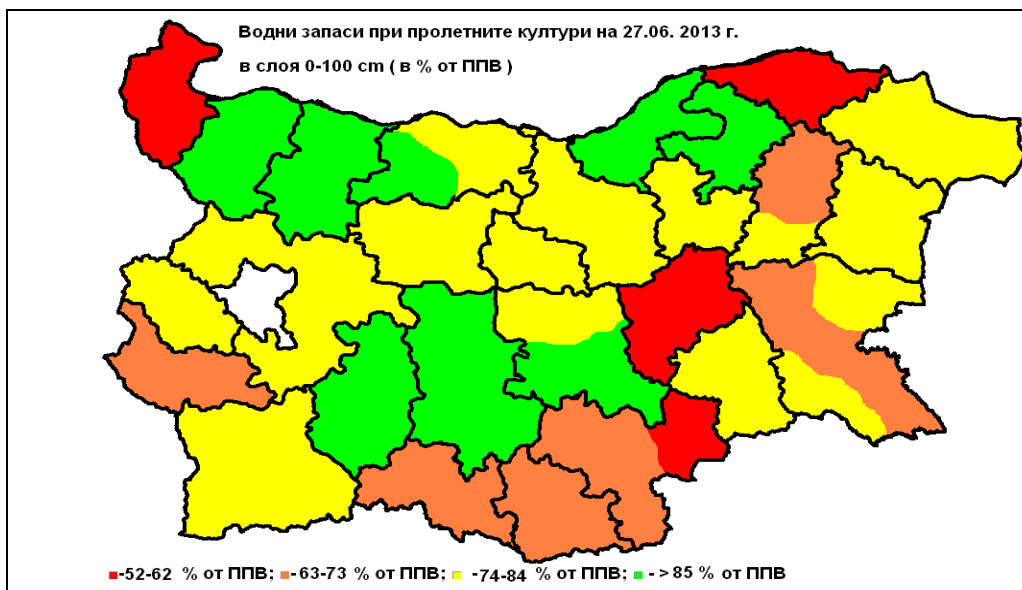 Водни запаси при пролетните култури на 27.06. 2013 г.
в слоя 0-100 cm ( в % от ППВ )
-52-62 % от ППВ; -63-73 % от ППВ; -74-84 % от ППВ; - >85 % от ППВ